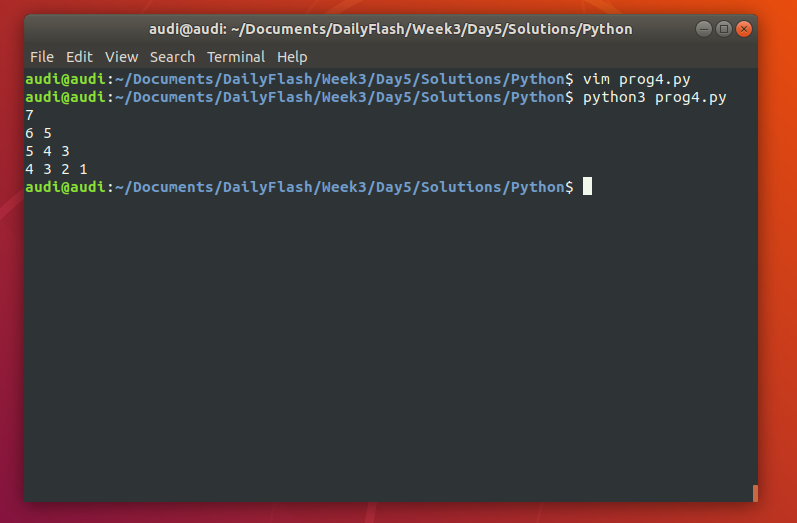 audi@audi: ~/Documents/DailyFlash/Week3/Day5/Solutions/Python
File Edit View Search Terminal Help
audi@audi:~/Documents/DailyFlash/Week3/Day5/Solutions/Python$ vim prog4.py
audi@audi:~/Documents/DailyFlash/Week3/Day5/Solutions/Python$ python3 prog4.py
7
6 5
5 4 3
4 3 2 1
audi@audi:~/Documents/DailyFlash/Week3/Day5/Solutions/Python$